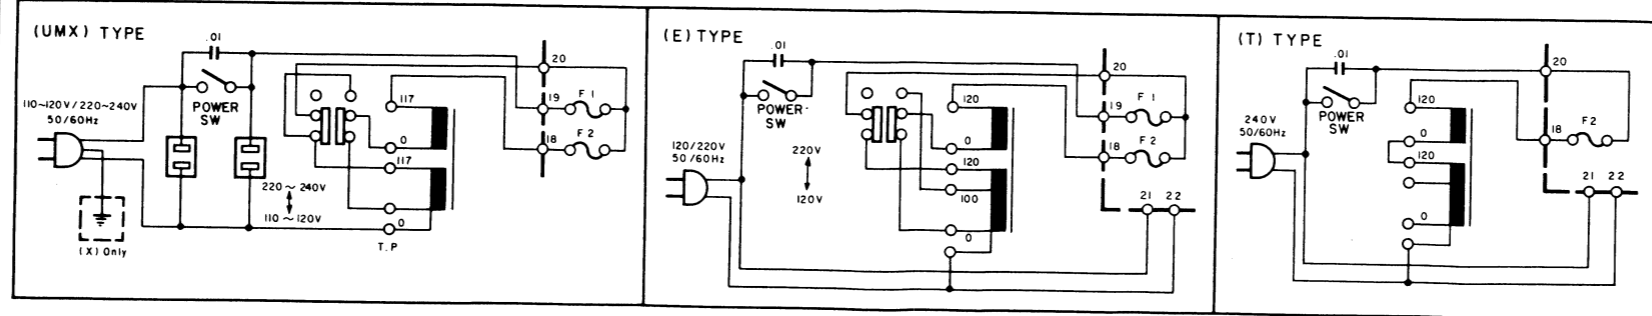 (UMX) TYPE
.01
POWER
SW
110~120V/220~240V
50/60Hz
(X) Only
220 ~ 240V
110 ~ 120V
117
0
117
0
T.P
20
19
F 1
18
F 2
(E) TYPE
.01
POWER
SW
120/220V
50/60Hz
220V
120V
120
0
120
100
0
20
19
F 1
18
F 2
21
22
(T) TYPE
.01
POWER
SW
240V
50/60Hz
120
0
120
0
20
18
F2
21
22